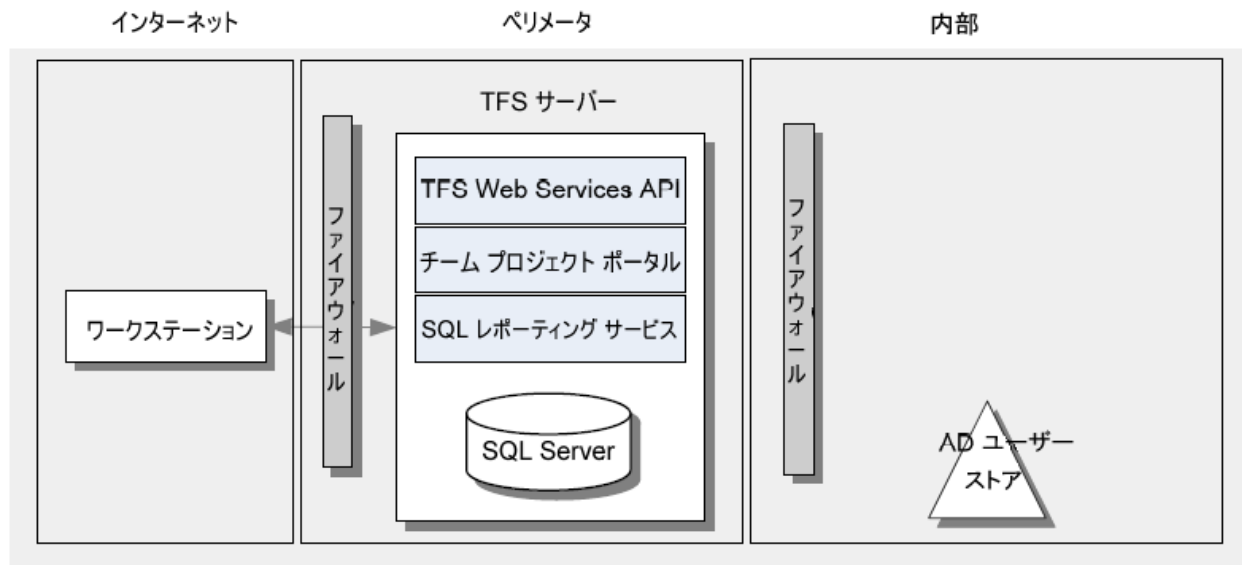 インターネット
ペリメータ
内部
TFS サーバー
ファイアウォール
TFS Web Services API
チーム プロジェクト ポータル
SQL レポーティング サービス
ワークステーション
SQL Server
ファイアウォール
AD ユーザー
ストア